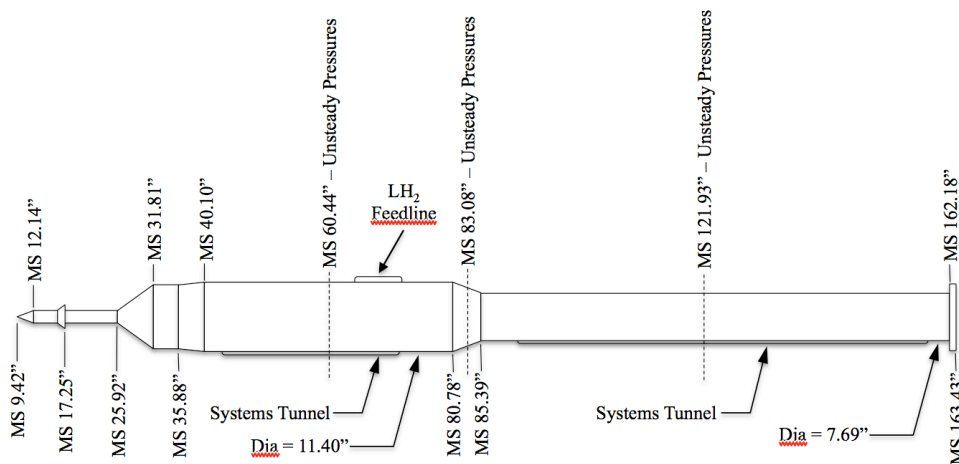 MS 9.42”
MS 12.14”
MS 17.25”
MS 25.92”
MS 31.81”
MS 35.88”
MS 40.10”
MS 60.44” – Unsteady Pressures
LH2
Feedline
MS 83.08” – Unsteady Pressures
MS 121.93” – Unsteady Pressures
MS 162.18”
Systems Tunnel
Dia = 11.40”
MS 80.78”
MS 85.39”
Systems Tunnel
Dia = 7.69”
MS 163.43”